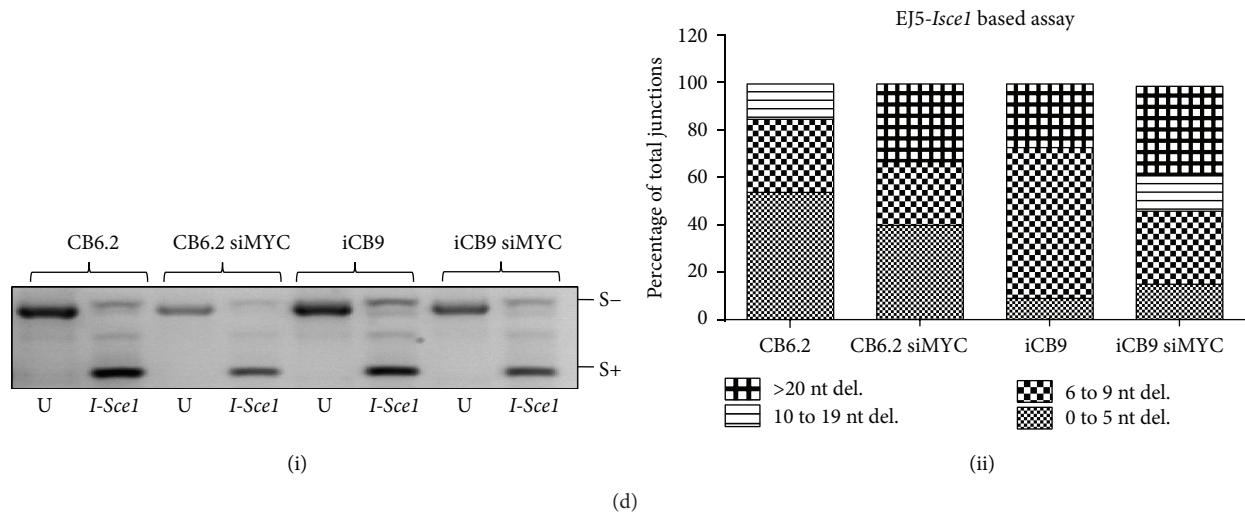 CB6.2 CB6.2 siMYC iCB9 iCB9 siMYC
S−
S+
U I-Sce1 U I-Sce1 U I-Sce1 U I-Sce1
(i)
EJ5-Isce1 based assay
Percentage of total junctions
120
100
80
60
40
20
0
CB6.2 CB6.2 siMYC iCB9 iCB9 siMYC
>20 nt del. 6 to 9 nt del.
10 to 19 nt del. 0 to 5 nt del.
(ii)
(d)